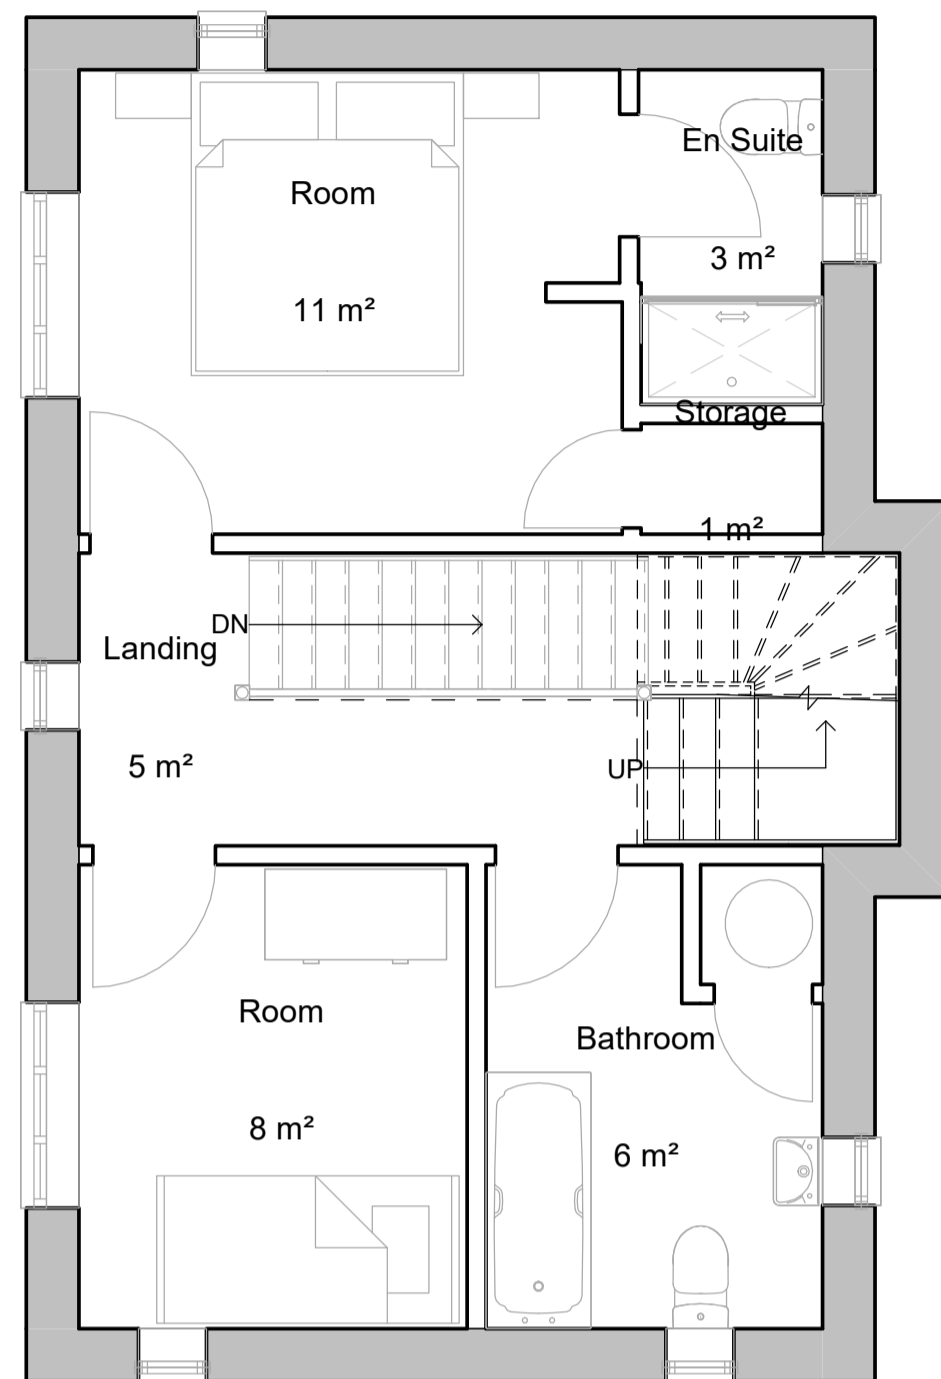 En Suite
Room
3 m²
11 m²
Storage
1 m²
DN
Landing
5 m²
UP
Room
Bathroom
8 m²
6 m²